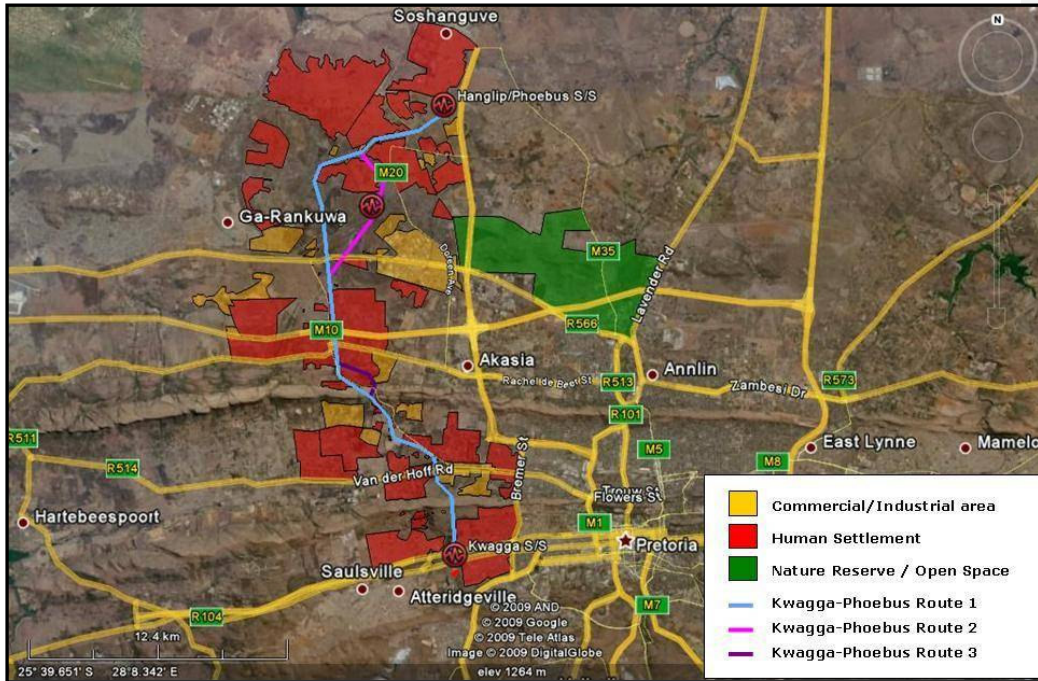 Soshanguve
N
Hanglip/Phoebus S/S
M20
Ga-Rankuwa
Doreen Ave
M35
Lavender Rd
M10
R566
Akasia
Rachel de Beer St
R513
Annlin
Zambesi Dr
R573
R101
R511
R514
Van der Hoff Rd
Bremer St
M5
East Lynne
Mamelo
M8
Trouw St
Flowers St
Hartebeespoort
M1
Kwagga S/S
Pretoria
Saulsville
Atteridgeville
R104
M7
12.4 km
© 2009 AND
© 2009 Google
© 2009 Tele Atlas
Image © 2009 DigitalGlobe
25° 39.651' S 28°8.342' E
elev 1264 m
Commercial/Industrial area
Human Settlement
Nature Reserve / Open Space
Kwagga-Phoebus Route 1
Kwagga-Phoebus Route 2
Kwagga-Phoebus Route 3